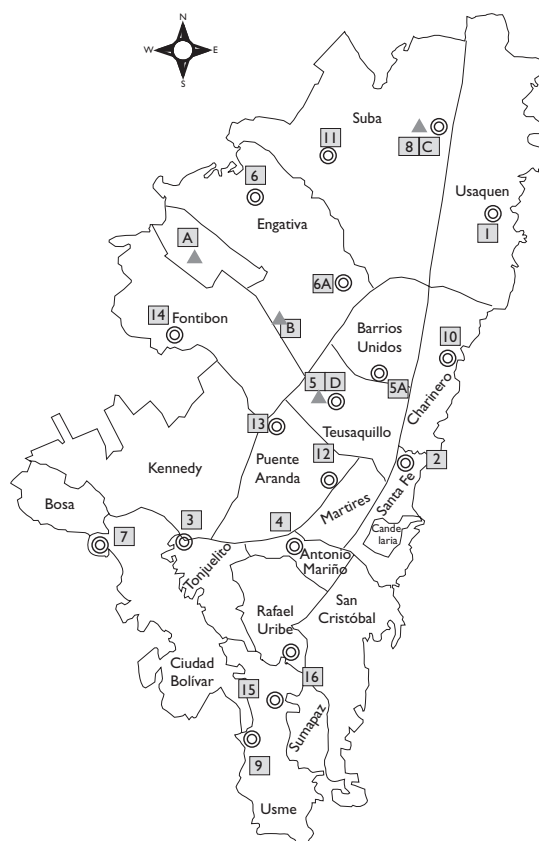 N
W E
S
Suba
11
8 C
6
Usaquen
Engativa
1
A
6A
14
Fontibon
B
Barrios
Unidos
10
5 D
5A
Charinero
13
Teusaquillo
12
2
Kennedy
Puente
Aranda
Santa Fe
Bosa
Martires
Cande
laria
7
3
4
Tonjuelito
Antonio
Mariño
Rafael
Uribe
San
Cristóbal
Ciudad
Bolívar
15
16
Sumapaz
9
Usme